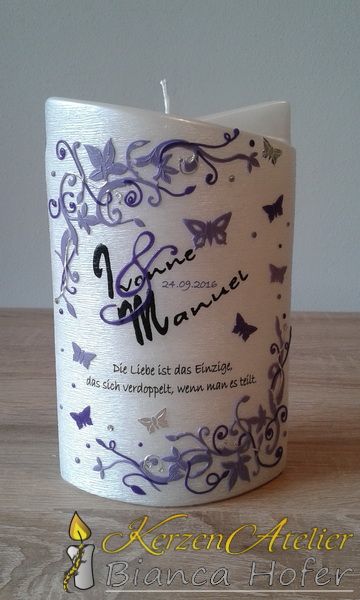 Yvonne
&
24.09.2016
Manuel
Die Liebe ist das Einzige,
das sich verdoppelt, wenn man es teilt.
KerzenAtelier
Bianca Hofer